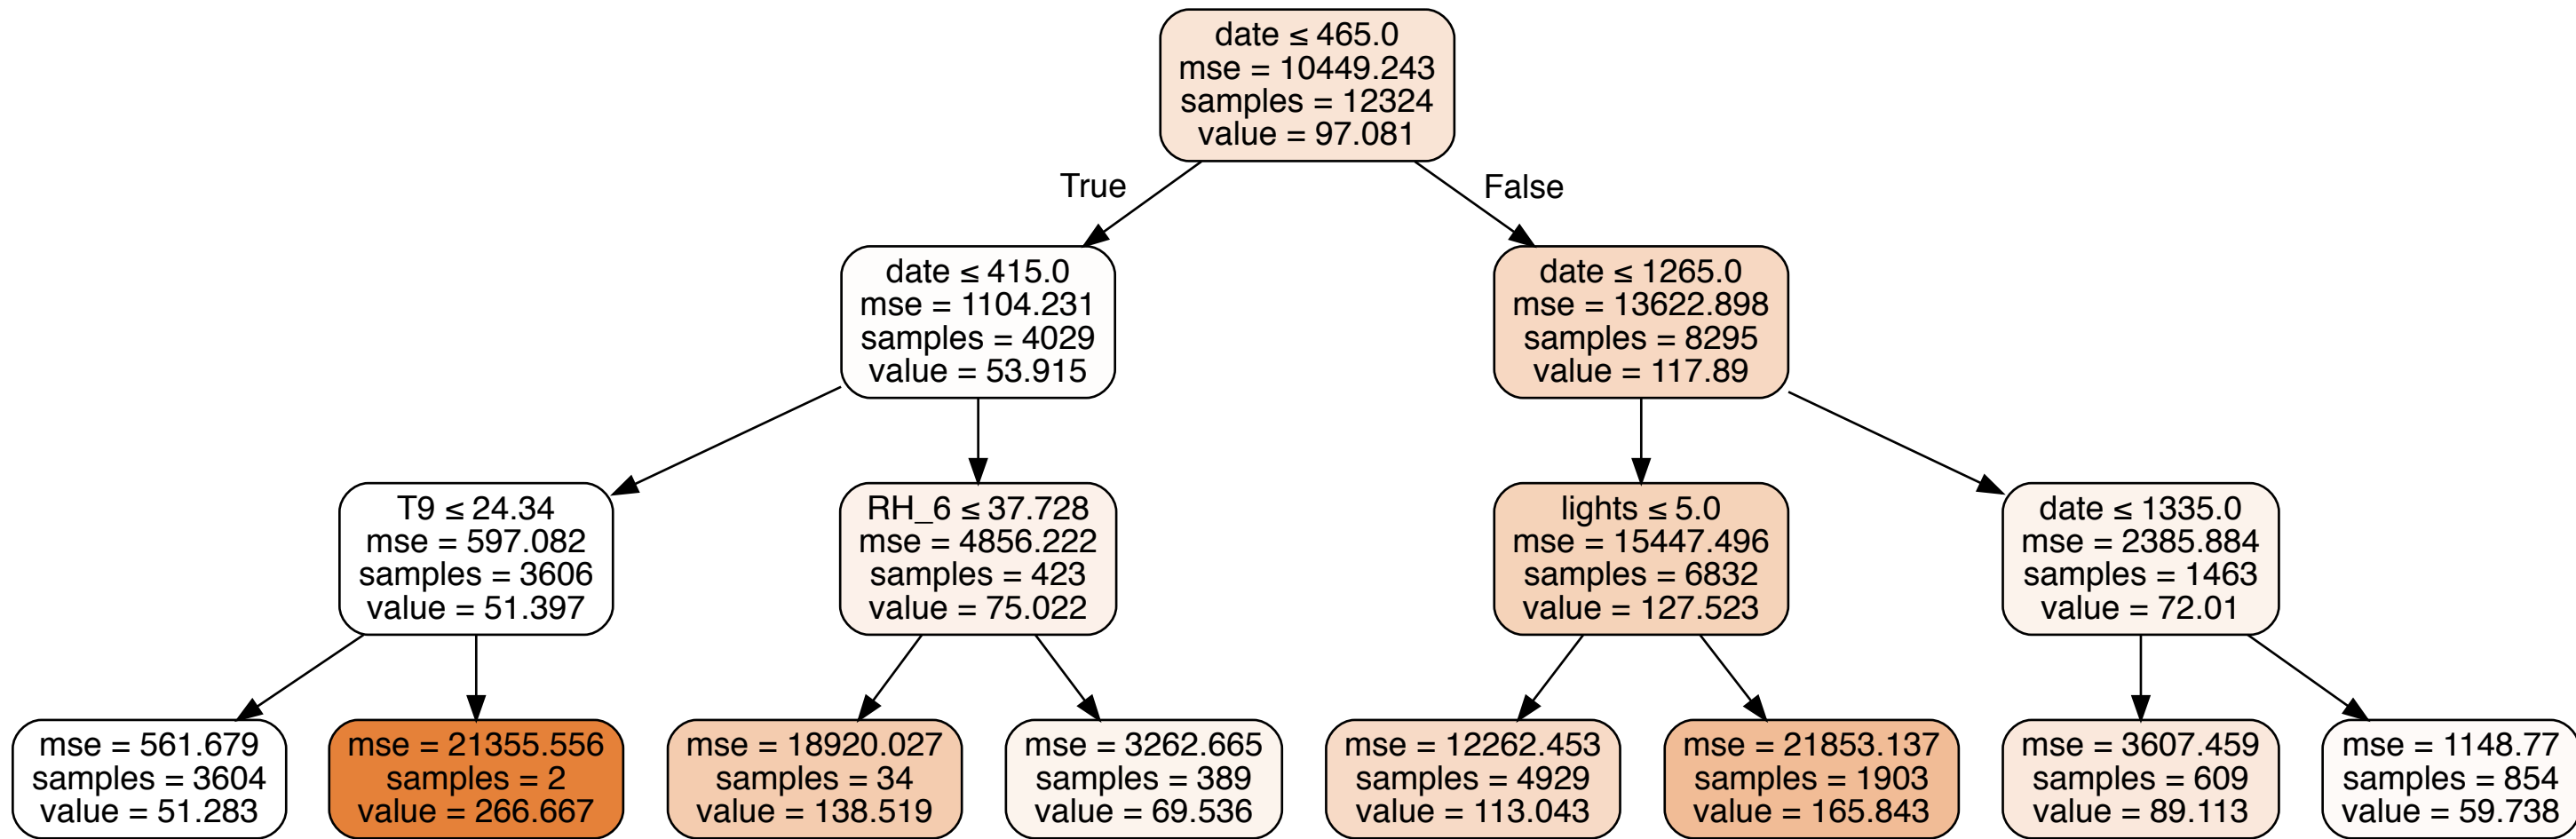 date ≤ 465.0
mse = 10449.243
samples = 12324
value = 97.081
True
False
date ≤ 415.0
mse = 1104.231
samples = 4029
value = 53.915
date ≤ 1265.0
mse = 13622.898
samples = 8295
value = 117.89
T9 ≤ 24.34
mse = 597.082
samples = 3606
value = 51.397
RH_6 ≤ 37.728
mse = 4856.222
samples = 423
value = 75.022
lights ≤ 5.0
mse = 15447.496
samples = 6832
value = 127.523
date ≤ 1335.0
mse = 2385.884
samples = 1463
value = 72.01
mse = 561.679
samples = 3604
value = 51.283
mse = 21355.556
samples = 2
value = 266.667
mse = 18920.027
samples = 34
value = 138.519
mse = 3262.665
samples = 389
value = 69.536
mse = 12262.453
samples = 4929
value = 113.043
mse = 21853.137
samples = 1903
value = 165.843
mse = 3607.459
samples = 609
value = 89.113
mse = 1148.77
samples = 854
value = 59.738